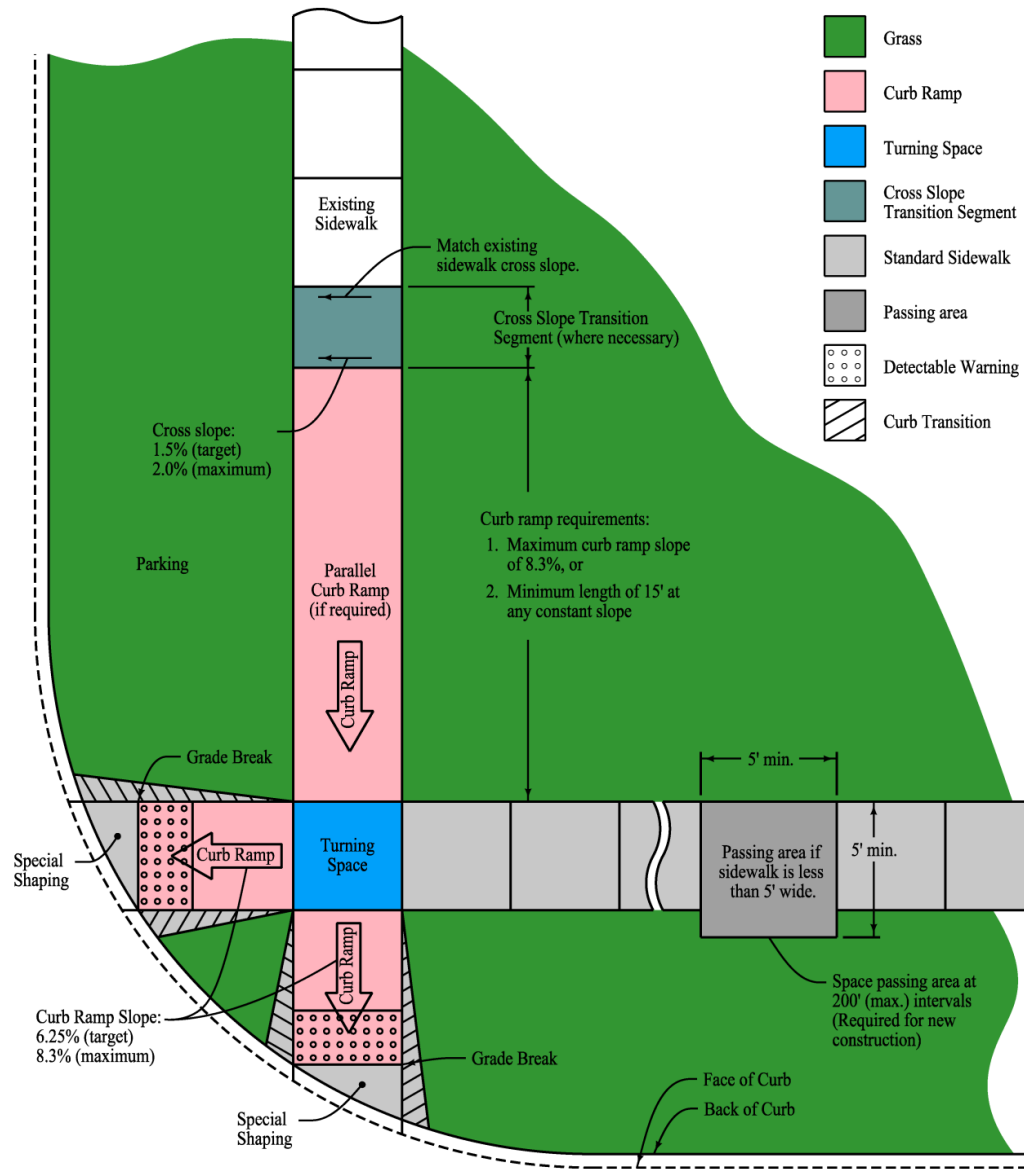 Grass
Curb Ramp
Turning Space
Cross Slope
Transition Segment
Standard Sidewalk
Passing area
Detectable Warning
Curb Transition
Existing
Sidewalk
Match existing
sidewalk cross slope.
Cross Slope Transition
Segment (where necessary)
Cross slope:
1.5% (target)
2.0% (maximum)
Curb ramp requirements:
1. Maximum curb ramp slope
of 8.3%, or
2. Minimum length of 15' at
any constant slope
Parking
Parallel
Curb Ramp
(if required)
Curb Ramp
Grade Break
5' min.
Special
Shaping
Curb Ramp
Turning
Space
Passing area if
sidewalk is less
than 5' wide.
5' min.
Curb Ramp
Space passing area at
200' (max.) intervals
(Required for new
construction)
Curb Ramp Slope:
6.25% (target)
8.3% (maximum)
Grade Break
Face of Curb
Back of Curb
Special
Shaping